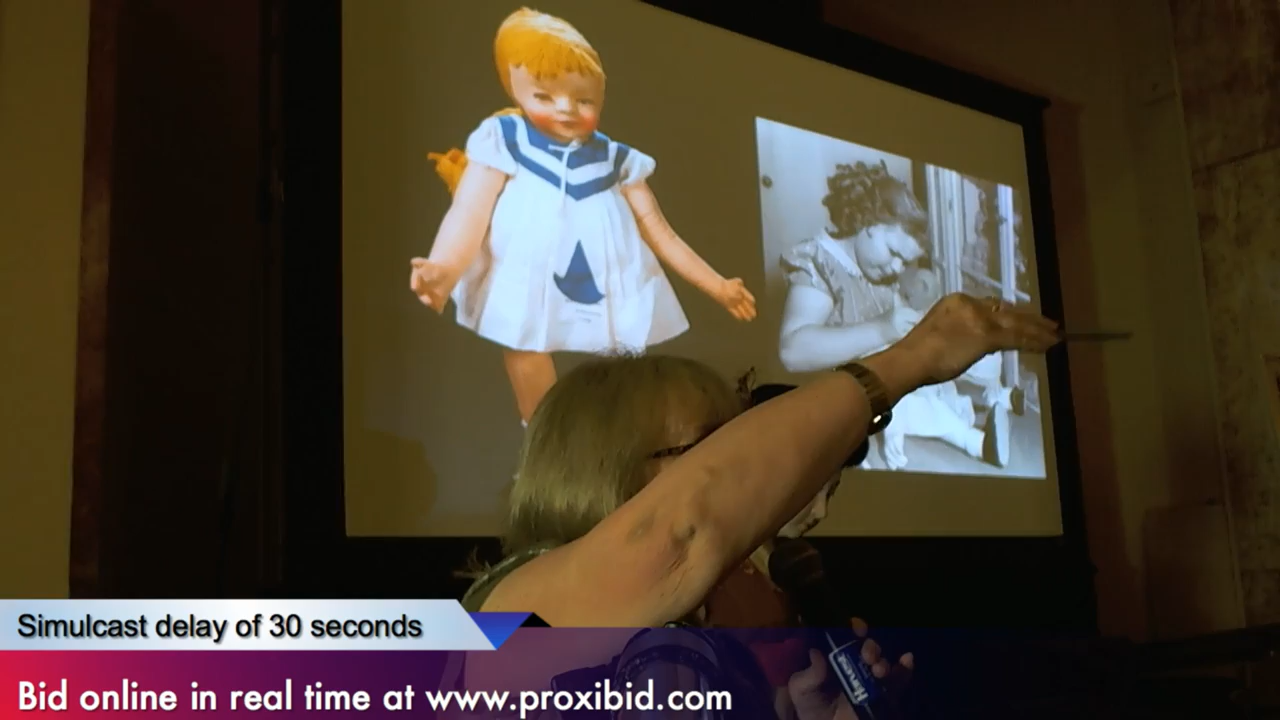 Simulcast delay of 30 seconds
Bid online in real time at www.proxibid.com